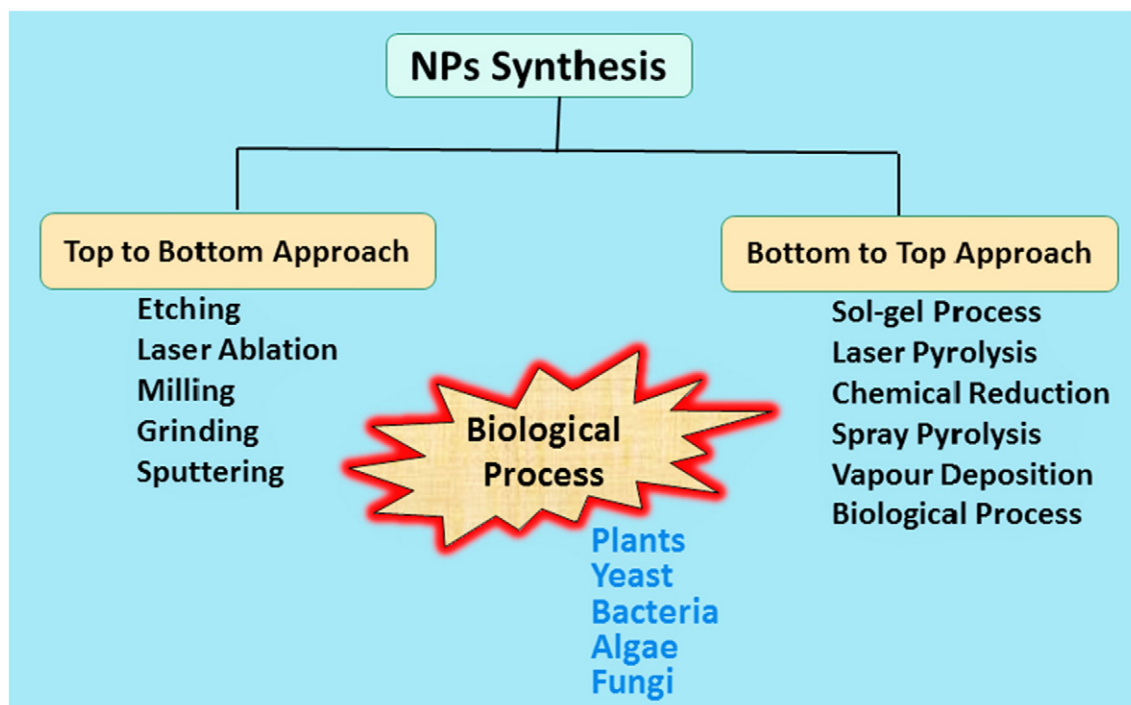 NPs Synthesis
Top to Bottom Approach
Etching
Laser Ablation
Milling
Grinding
Sputtering
Bottom to Top Approach
Sol-gel Process
Laser Pyrolysis
Chemical Reduction
Spray Pyrolysis
Vapour Deposition
Biological Process
Biological
Process
Plants
Yeast
Bacteria
Algae
Fungi